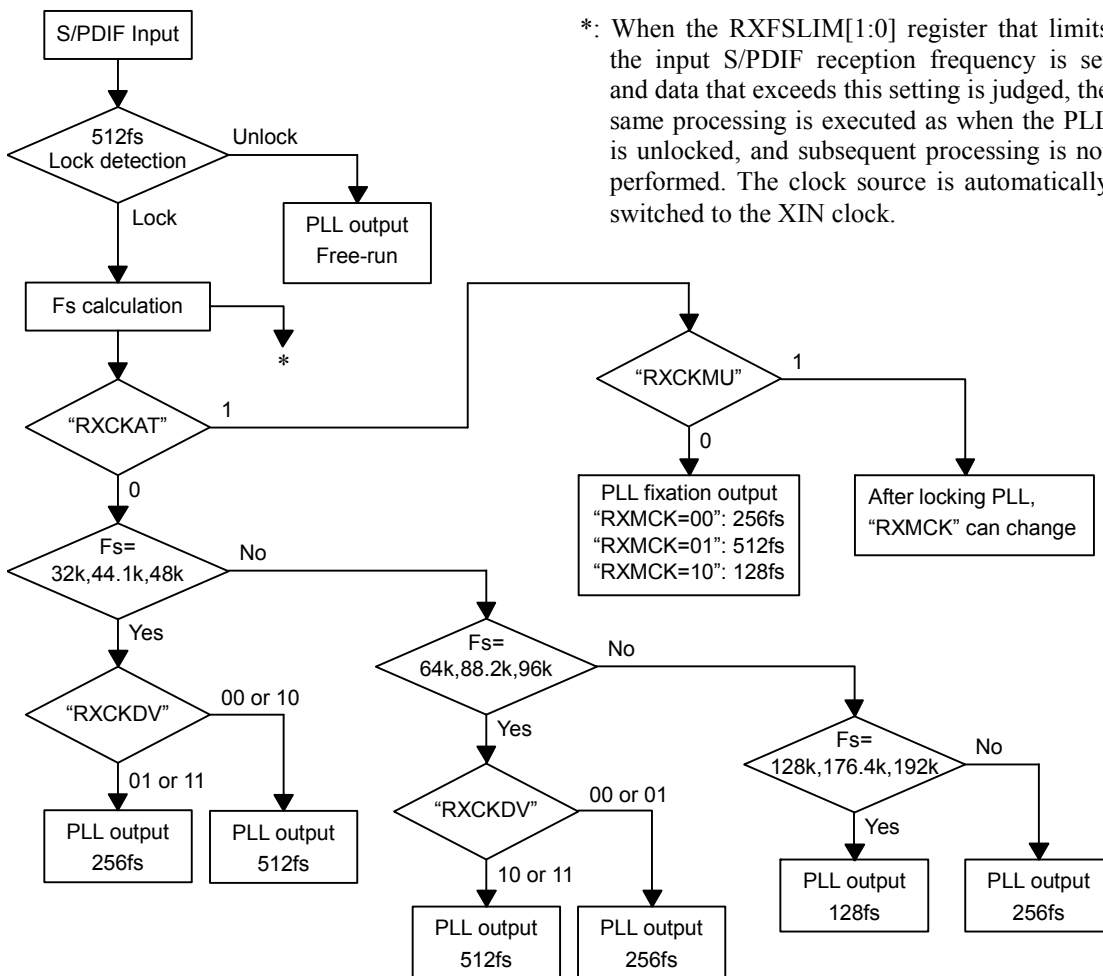 S/PDIF Input
*: When the RXFSLIM[1:0] register that limits
the input S/PDIF reception frequency is set
and data that exceeds this setting is judged, the
same processing is executed as when the PLL
is unlocked, and subsequent processing is not
performed. The clock source is automatically
switched to the XIN clock.
512fs
Lock detection
Unlock
Lock
PLL output
Free-run
Fs calculation
*
“RXCKAT”
1
0
“RXCKMU”
1
0
PLL fixation output
“RXMCK=00”: 256fs
“RXMCK=01”: 512fs
“RXMCK=10”: 128fs
After locking PLL,
“RXMCK” can change
Fs=
32k,44.1k,48k
No
Yes
“RXCKDV”
00 or 10
01 or 11
PLL output
256fs
PLL output
512fs
Fs=
64k,88.2k,96k
No
Yes
“RXCKDV”
00 or 01
10 or 11
PLL output
512fs
PLL output
256fs
Fs=
128k,176.4k,192k
No
Yes
PLL output
128fs
PLL output
256fs